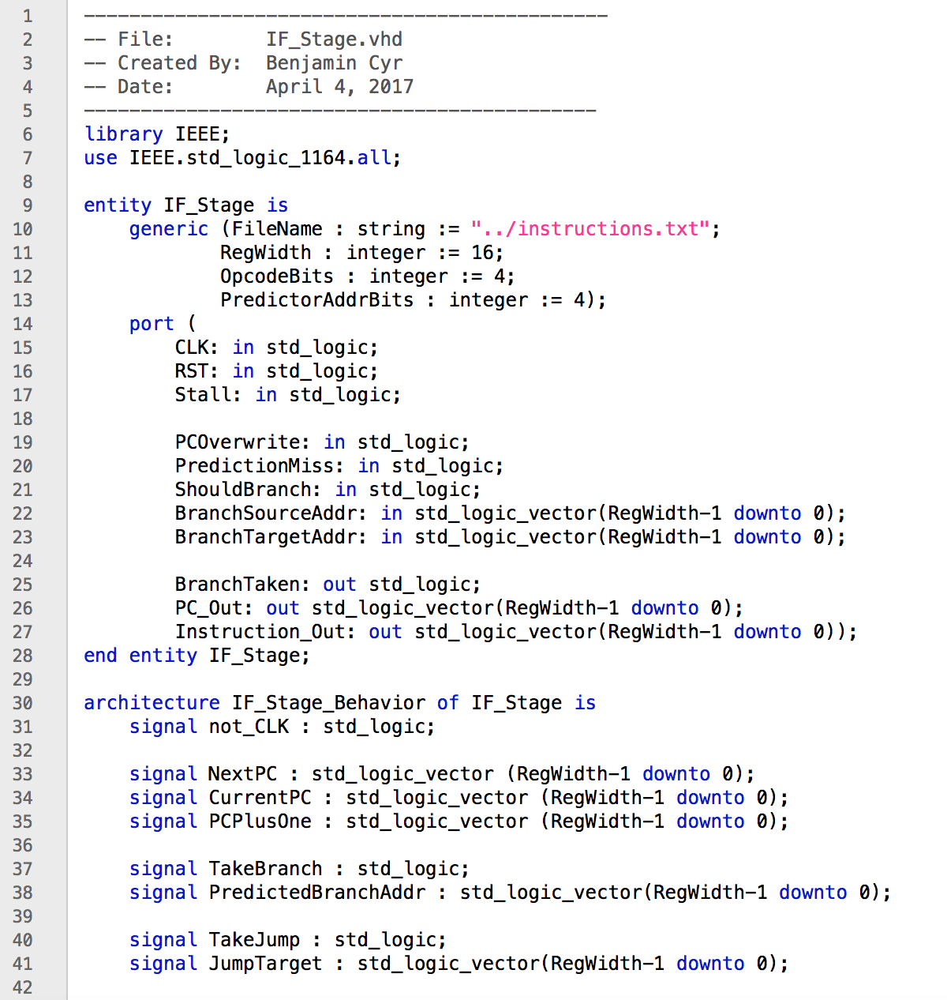 1 ----------------------------------------------
2 -- File:        IF_Stage.vhd
3 -- Created By:  Benjamin Cyr
4 -- Date:        April 4, 2017
5 ---------------------------------------------
6 library IEEE;
7 use IEEE.std_logic_1164.all;
8
9 entity IF_Stage is
10     generic (FileName : string := "../instructions.txt";
11             RegWidth : integer := 16;
12             OpcodeBits : integer := 4;
13             PredictorAddrBits : integer := 4);
14     port (
15         CLK: in std_logic;
16         RST: in std_logic;
17         Stall: in std_logic;
18
19         PCOverwrite: in std_logic;
20         PredictionMiss: in std_logic;
21         ShouldBranch: in std_logic;
22         BranchSourceAddr: in std_logic_vector(RegWidth-1 downto 0);
23         BranchTargetAddr: in std_logic_vector(RegWidth-1 downto 0);
24
25         BranchTaken: out std_logic;
26         PC_Out: out std_logic_vector(RegWidth-1 downto 0);
27         Instruction_Out: out std_logic_vector(RegWidth-1 downto 0));
28 end entity IF_Stage;
29
30 architecture IF_Stage_Behavior of IF_Stage is
31     signal not_CLK : std_logic;
32
33     signal NextPC : std_logic_vector (RegWidth-1 downto 0);
34     signal CurrentPC : std_logic_vector (RegWidth-1 downto 0);
35     signal PCPlusOne : std_logic_vector (RegWidth-1 downto 0);
36
37     signal TakeBranch : std_logic;
38     signal PredictedBranchAddr : std_logic_vector(RegWidth-1 downto 0);
39
40     signal TakeJump : std_logic;
41     signal JumpTarget : std_logic_vector(RegWidth-1 downto 0);
42